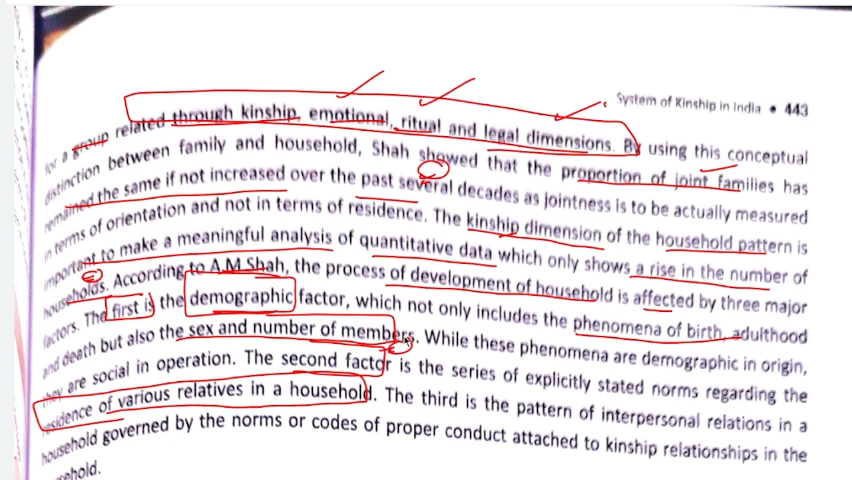 System of Kinship in India • 443
for a group related through kinship, emotional, ritual and legal dimensions. By using this conceptual
distinction between family and household, Shah showed that the proportion of joint families has
remained the same if not increased over the past several decades as jointness is to be actually measured
in terms of orientation and not in terms of residence. The kinship dimension of the household pattern is
important to make a meaningful analysis of quantitative data which only shows a rise in the number of
households. According to A.M. Shah, the process of development of household is affected by three major
factors. The first is the demographic factor, which not only includes the phenomena of birth, adulthood
and death but also the sex and number of members. While these phenomena are demographic in origin,
they are social in operation. The second factor is the series of explicitly stated norms regarding the
residence of various relatives in a household. The third is the pattern of interpersonal relations in a
household governed by the norms or codes of proper conduct attached to kinship relationships in the